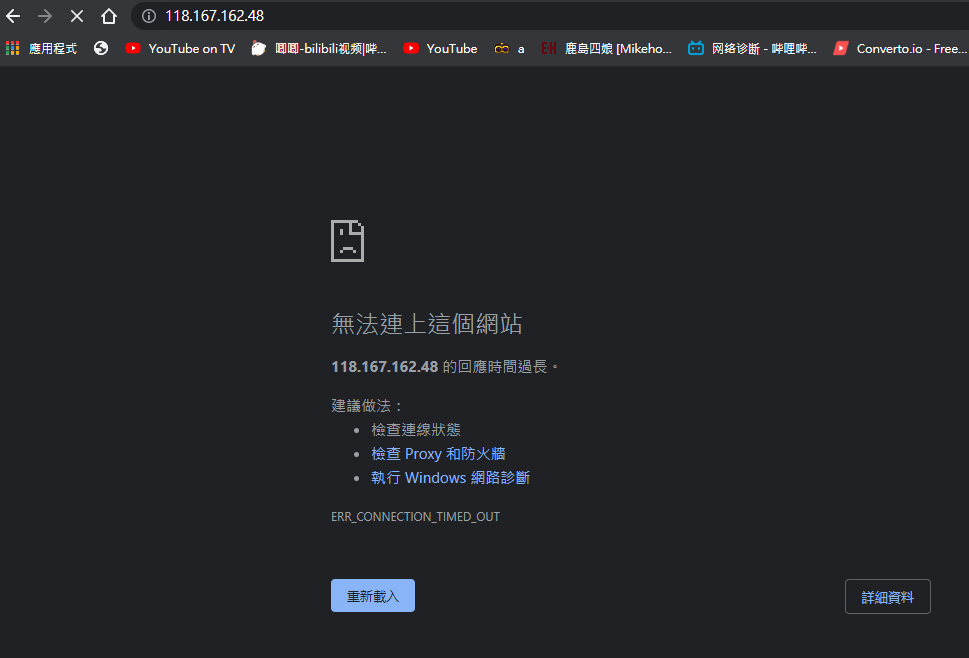 118.167.162.48
應用程式 YouTube on TV 唧唧-bilibili视频|哔... YouTube a E-H 鹿島四娘 [Mikeho... 网络诊断 - 哔哩哔... Converto.io - Free...
無法連上這個網站
118.167.162.48 的回應時間過長。
建議做法：
檢查連線狀態
檢查 Proxy 和防火牆
執行 Windows 網路診斷
ERR_CONNECTION_TIMED_OUT
重新載入 詳細資料